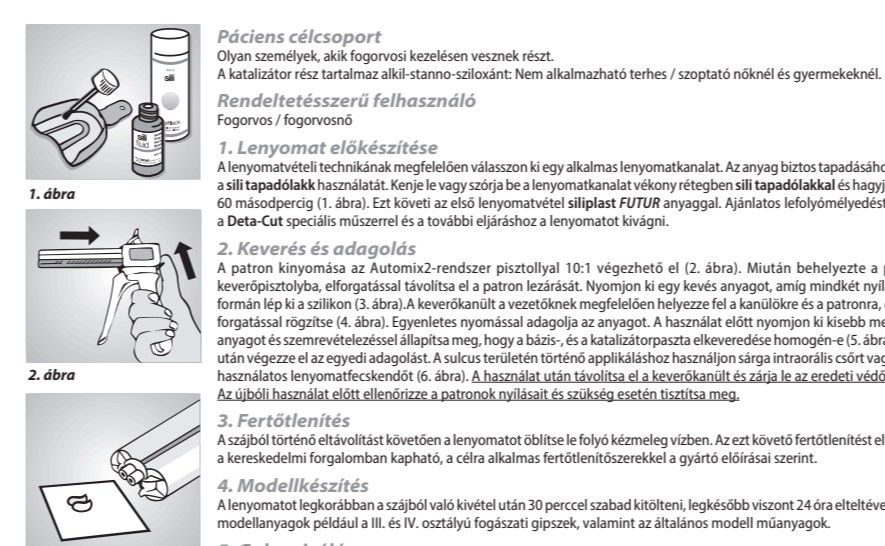 Páciens célcsoport
Olyan személyek, akik fogorvosi kezelésen vesznek részt.
A katalizátor rész tartalmaz alkil-stanno-sziloxánt: Nem alkalmazható terhes / szoptató nőknél és gyermekeknél.
Rendeltetésszerű felhasználó
Fogorvos / fogorvosnő
1. Lenyomat előkészítése
A lenyomatvételi technikának megfelelően válasszon ki egy alkalmas lenyomatkanalat. Az anyag biztos tapadásáho
a sili tapadólakk használatát. Kenje le vagy szórja be a lenyomatkanalat vékony rétegben sili tapadólakkal és hagyj
60 másodpercig (1. ábra). Ezt követi az első lenyomatvétel siliplast FUTUR anyaggal. Ajánlatos lefolyómélyedést
a Deta-Cut speciális műszerrel és a további eljáráshoz a lenyomatot kivágni.
1. ábra
2. Keverés és adagolás
A patron kinyomása az Automix2-rendszer pisztollyal 10:1 végezhető el (2. ábra). Miután behelyezte a p
keverőpisztolyba, elforgatással távolítsa el a patron lezárását. Nyomjon ki egy kevés anyagot, amíg mindkét nyíl
formán lép ki a szilikon (3. ábra).A keverőkanült a vezetőknek megfelelően helyezze fel a kanülökre és a patronra,
forgatással rögzítse (4. ábra). Egyenletes nyomással adagolja az anyagot. A használat előtt nyomjon ki kisebb me
anyagot és szemrevételezéssel állapítsa meg, hogy a bázis-, és a katalizátorpaszta elkeveredése homogén-e (5. ábra
után végezze el az egyedi adagolást. A sulcus területén történő applikáláshoz használjon sárga intraorális csőrt vag
használatos lenyomatfecskendőt (6. ábra). A használat után távolítsa el a keverőkanült és zárja le az eredeti védő
Az újbóli használat előtt ellenőrizze a patronok nyílásait és szükség esetén tisztítsa meg.
2. ábra
3. Fertőtlenítés
A szájból történő eltávolítást követően a lenyomatot öblítse le folyó kézmeleg vízben. Az ezt követő fertőtlenítést el
a kereskedelmi forgalomban kapható, a célra alkalmas fertőtlenítőszerekkel a gyártó előírásai szerint.
4. Modellkészítés
A lenyomatot legkorábban a szájból való kivétel után 30 perccel szabad kitölteni, legkésőbb viszont 24 óra elteltéve
modellanyagok például a III. és IV. osztályú fogászati gipszek, valamint az általános modell műanyagok.
sili
sili
fluid